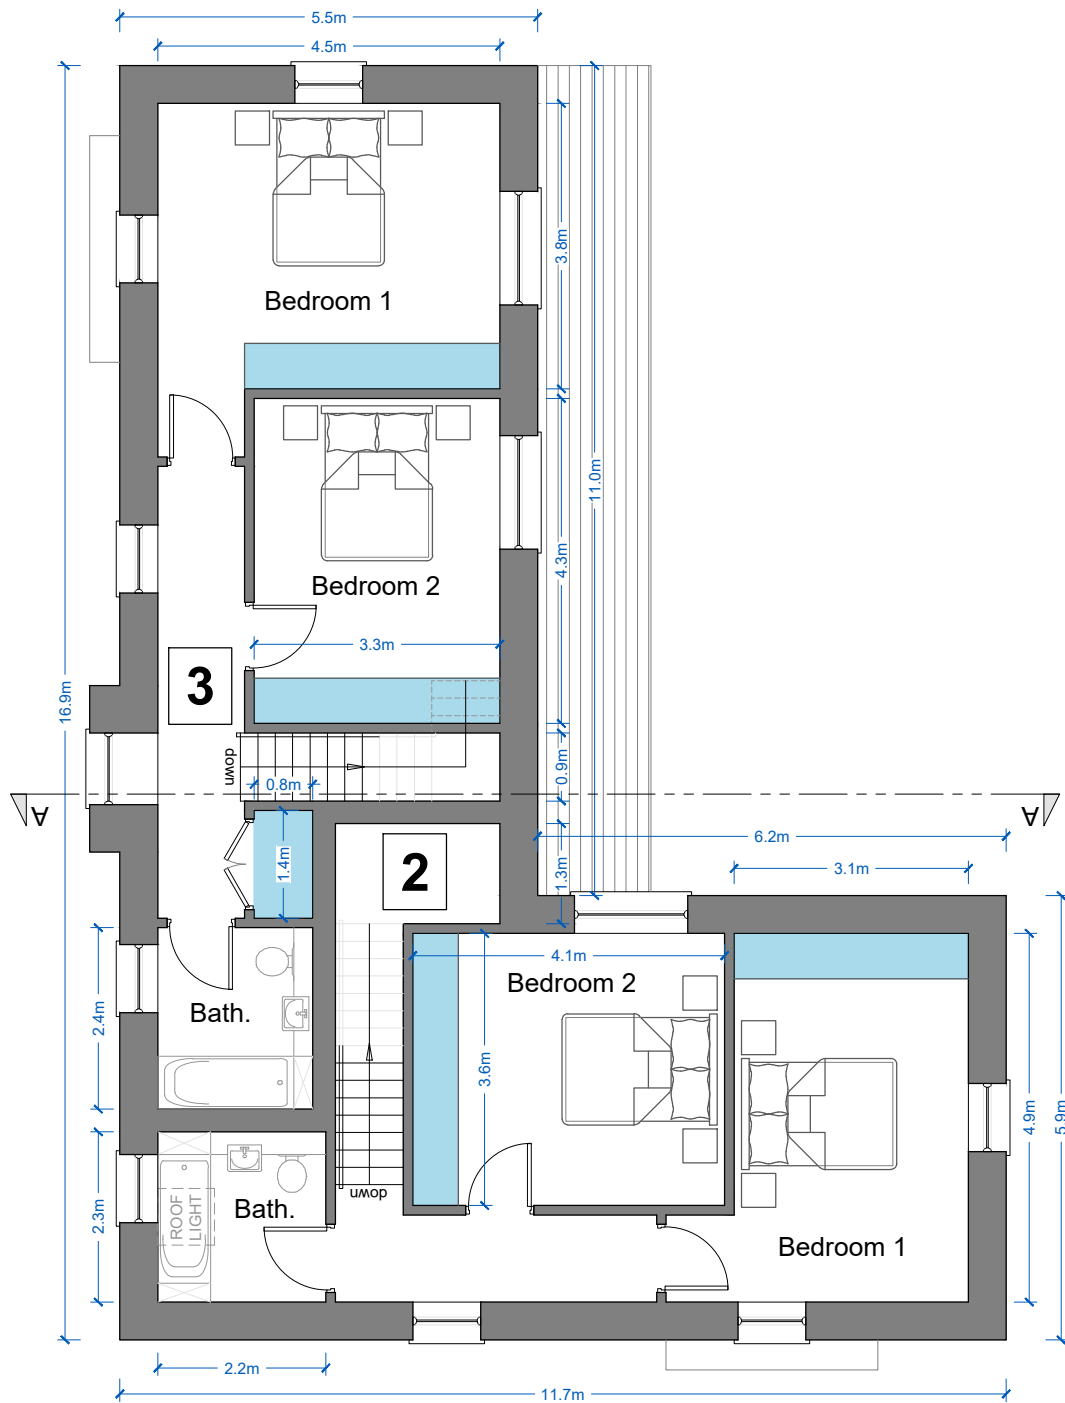 5.5m
4.5m
Bedroom 1
3.8m
11.0m
4.3m
Bedroom 2
3.3m
3
16.9m
down
0.8m
0.9m
A
A
6.2m
1.4m
2
1.3m
3.1m
4.1m
Bedroom 2
Bath.
2.4m
3.6m
4.9m
5.9m
down
2.3m
ROOF
LIGHT
Bath.
Bedroom 1
2.2m
11.7m